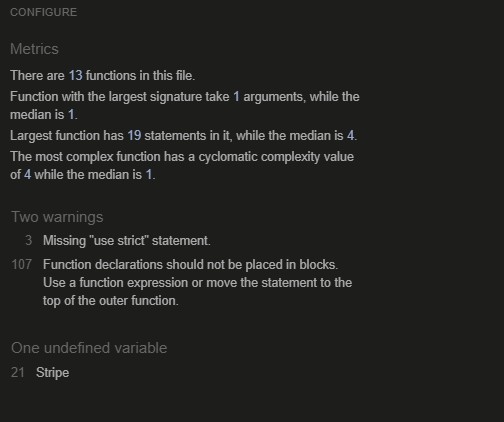 CONFIGURE
Metrics
There are 13 functions in this file.
Function with the largest signature take 1 arguments, while the
median is 1.
Largest function has 19 statements in it, while the median is 4.
The most complex function has a cyclomatic complexity value
of 4 while the median is 1.
Two warnings
3 Missing "use strict" statement.
107 Function declarations should not be placed in blocks.
Use a function expression or move the statement to the
top of the outer function.
One undefined variable
21 Stripe